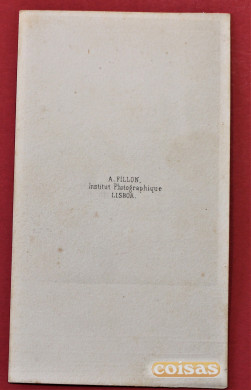 A. FILLON,
Institut Photographique
LISBOA.
coisas